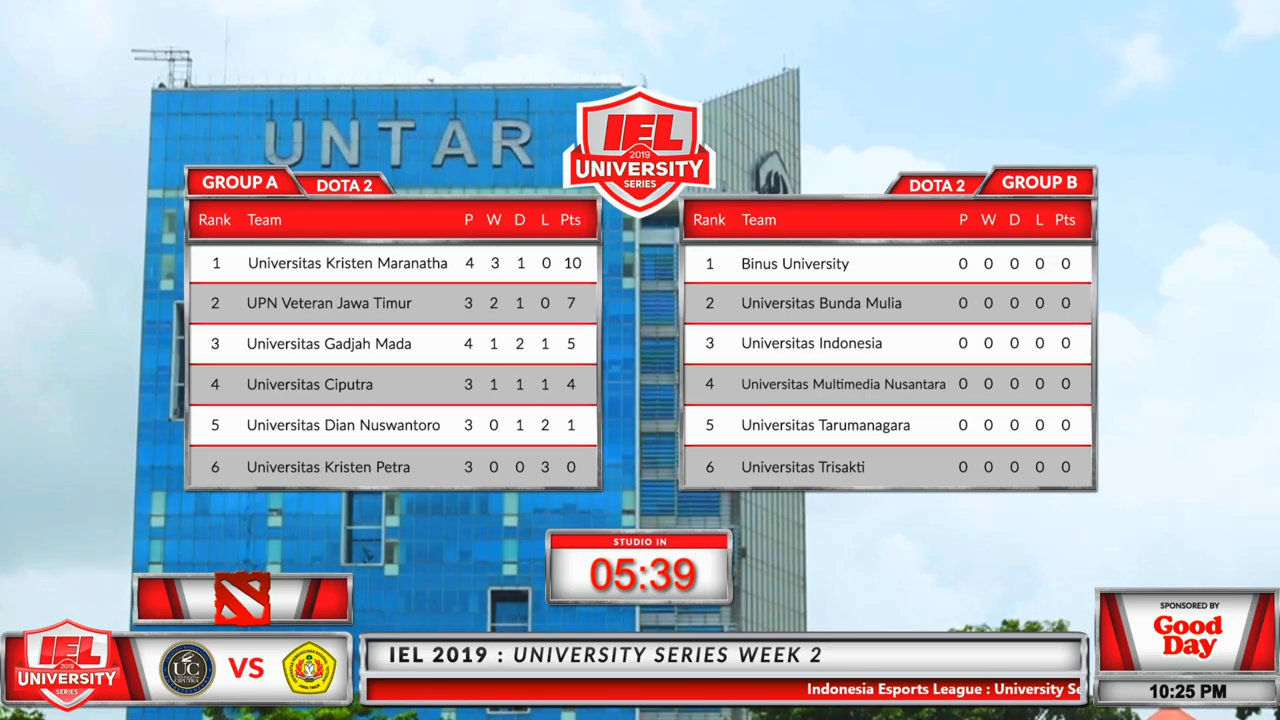 UNTAR
IEL
2019
UNIVERSITY
SERIES
GROUP A DOTA 2
Rank Team P W D L Pts
1 Universitas Kristen Maranatha 4 3 1 0 10
2 UPN Veteran Jawa Timur 3 2 1 0 7
3 Universitas Gadjah Mada 4 1 2 1 5
4 Universitas Ciputra 3 1 1 1 4
5 Universitas Dian Nuswantoro 3 0 1 2 1
6 Universitas Kristen Petra 3 0 0 3 0
DOTA 2 GROUP B
Rank Team P W D L Pts
1 Binus University 0 0 0 0 0
2 Universitas Bunda Mulia 0 0 0 0 0
3 Universitas Indonesia 0 0 0 0 0
4 Universitas Multimedia Nusantara 0 0 0 0 0
5 Universitas Tarumanagara 0 0 0 0 0
6 Universitas Trisakti 0 0 0 0 0
STUDIO IN
05:39
IEL
2019
UNIVERSITY
SERIES
UC
VS
JAWA TIMUR
IEL 2019 : UNIVERSITY SERIES WEEK 2
Indonesia Esports League : University Se
SPONSORED BY
Good
Day
10:25 PM